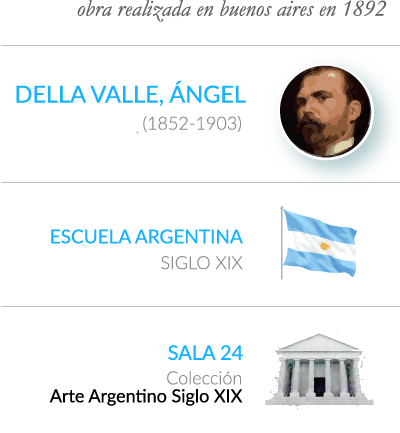 obra realizada en buenos aires en 1892
DELLA VALLE, ÁNGEL
(1852-1903)
ESCUELA ARGENTINA
SIGLO XIX
SALA 24
Colección
Arte Argentino Siglo XIX